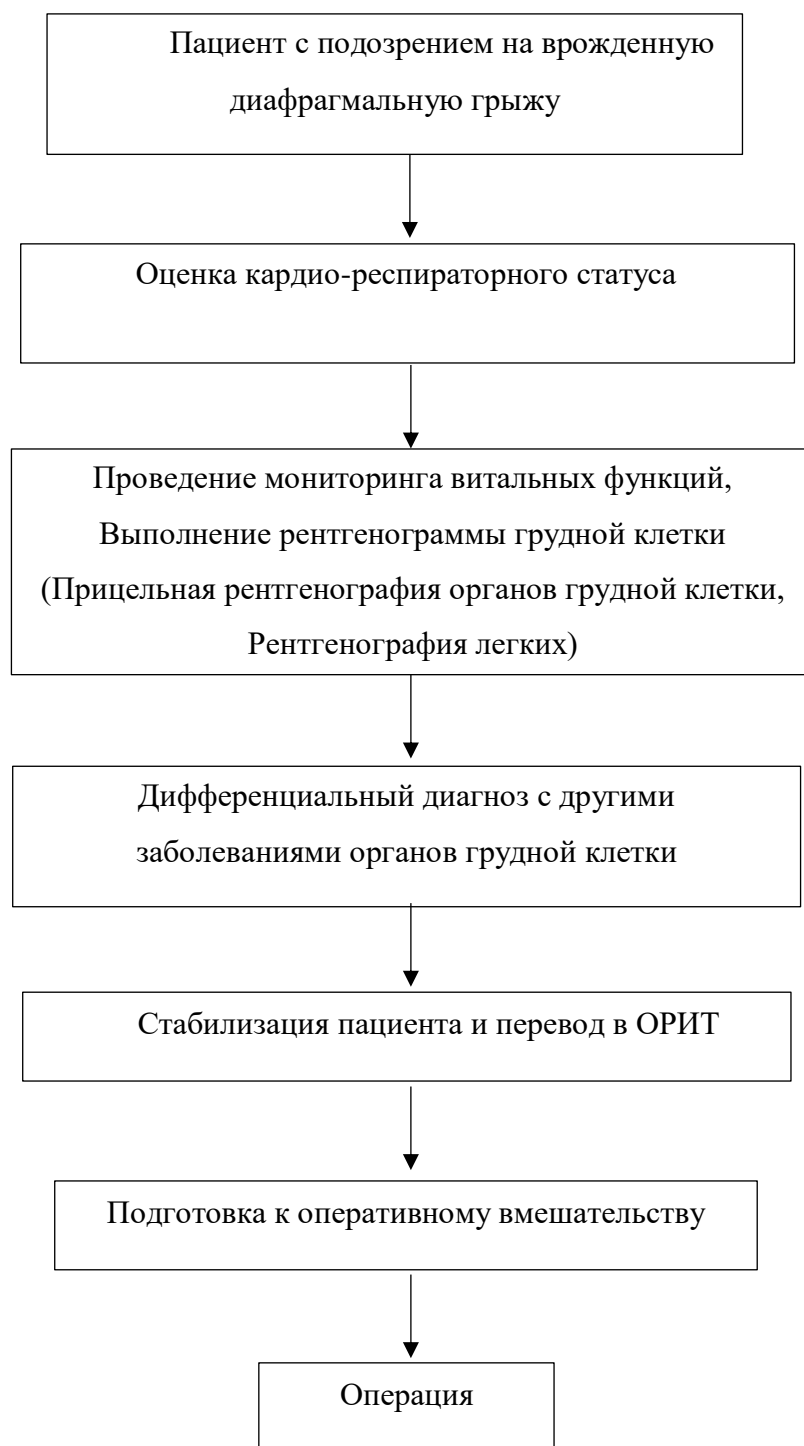 Пациент с подозрением на врожденную
диафрагмальную грыжу
Оценка кардио-респираторного статуса
Проведение мониторинга витальных функций,
Выполнение рентгенограммы грудной клетки
(Прицельная рентгенография органов грудной клетки,
Рентгенография легких)
Дифференциальный диагноз с другими
заболеваниями органов грудной клетки
Стабилизация пациента и перевод в ОРИТ
Подготовка к оперативному вмешательству
Операция